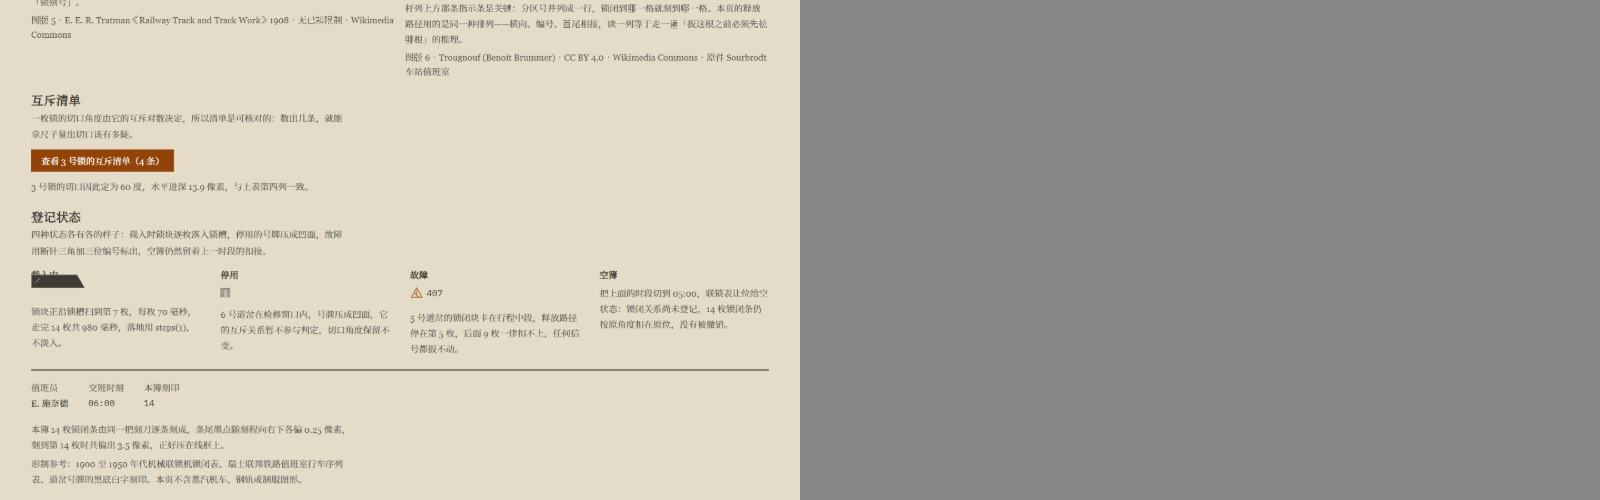 「锁别号」。
图版 5 · E. E. R. Tratman《Railway Track and Track Work》1908 · 无已知限制 · Wikimedia
Commons
杆列上方那条指示条是关键：分区号并列成一行，锁闭到哪一格就刻到哪一格。本页的释放
路径用的是同一种排列——横向、编号、首尾相接，读一列等于走一遍「扳这根之前必须先松
哪根」的推理。
图版 6 · Trougnouf (Benoit Brummer) · CC BY 4.0 · Wikimedia Commons · 原件 Sourbrodt
车站值班室
互斥清单
一枚锁的切口角度由它的互斥对数决定，所以清单是可核对的：数出几条，就能
拿尺子量出切口该有多陡。
查看 3 号锁的互斥清单（4 条）
3 号锁的切口因此定为 60 度，水平进深 13.9 像素，与上表第四列一致。
登记状态
四种状态各有各的样子：载入时锁块逐枚落入锁槽，停用的号牌压成凹面，故障
用断针三角加三位编号标出，空簿仍然留着上一时段的扣接。
锁块正沿锁槽扫到第 7 枚，每枚 70 毫秒，
走完 14 枚共 980 毫秒，落地用 steps(1)，
不淡入。
停用
6 号道岔在检修窗口内，号牌压成凹面，它
的互斥关系暂不参与判定，切口角度保留不
变。
故障
407
5 号道岔的锁闭块卡在行程中段，释放路径
停在第 5 枚，后面 9 枚一律扣不上，任何信
号都扳不动。
空簿
把上面的时段切到 05:00，联锁表让位给空
状态：锁闭关系尚未登记，14 枚锁闭条仍
按原角度扣在原位，没有被撤销。
值班员 交班时刻 本簿刻印
E. 施奈德 06:00 14
本簿 14 枚锁闭条由同一把刻刀逐条刻成，条尾墨点随刻程向右下各偏 0.25 像素，
刻到第 14 枚时共偏出 3.5 像素，正好压在线框上。
形制参考：1900 至 1950 年代机械联锁机锁闭表、瑞士联邦铁路值班室行车序列
表、道岔号牌的黑底白字刻印。本页不含蒸汽机车、钢轨或制服图形。